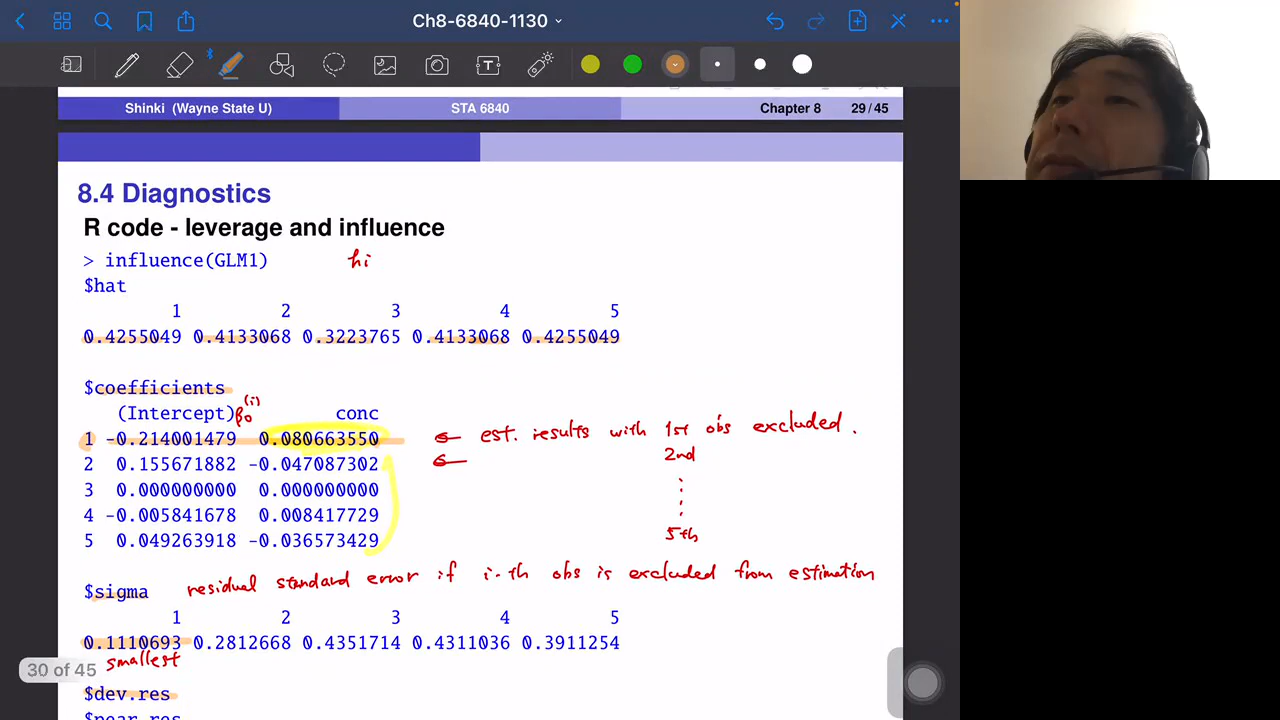 Ch8-6840-1130
T
Shinki (Wayne State U) STA 6840 Chapter 8 29 / 45
8.4 Diagnostics
R code - leverage and influence
> influence(GLM1) hi
$hat
1 2 3 4 5
0.4255049 0.4133068 0.3223765 0.4133068 0.4255049
$coefficients
(Intercept) β0(i) conc
1 -0.214001479 0.080663550 ← est. results with 1st obs excluded.
2 0.155671882 -0.047087302 ← 2nd
3 0.000000000 0.000000000
4 -0.005841678 0.008417729
5 0.049263918 -0.036573429 5th
$sigma residual standard error if i-th obs is excluded from estimation
1 2 3 4 5
0.1110693 0.2812668 0.4351714 0.4311036 0.3911254
smallest
30 of 45
$dev.res
$pear.res